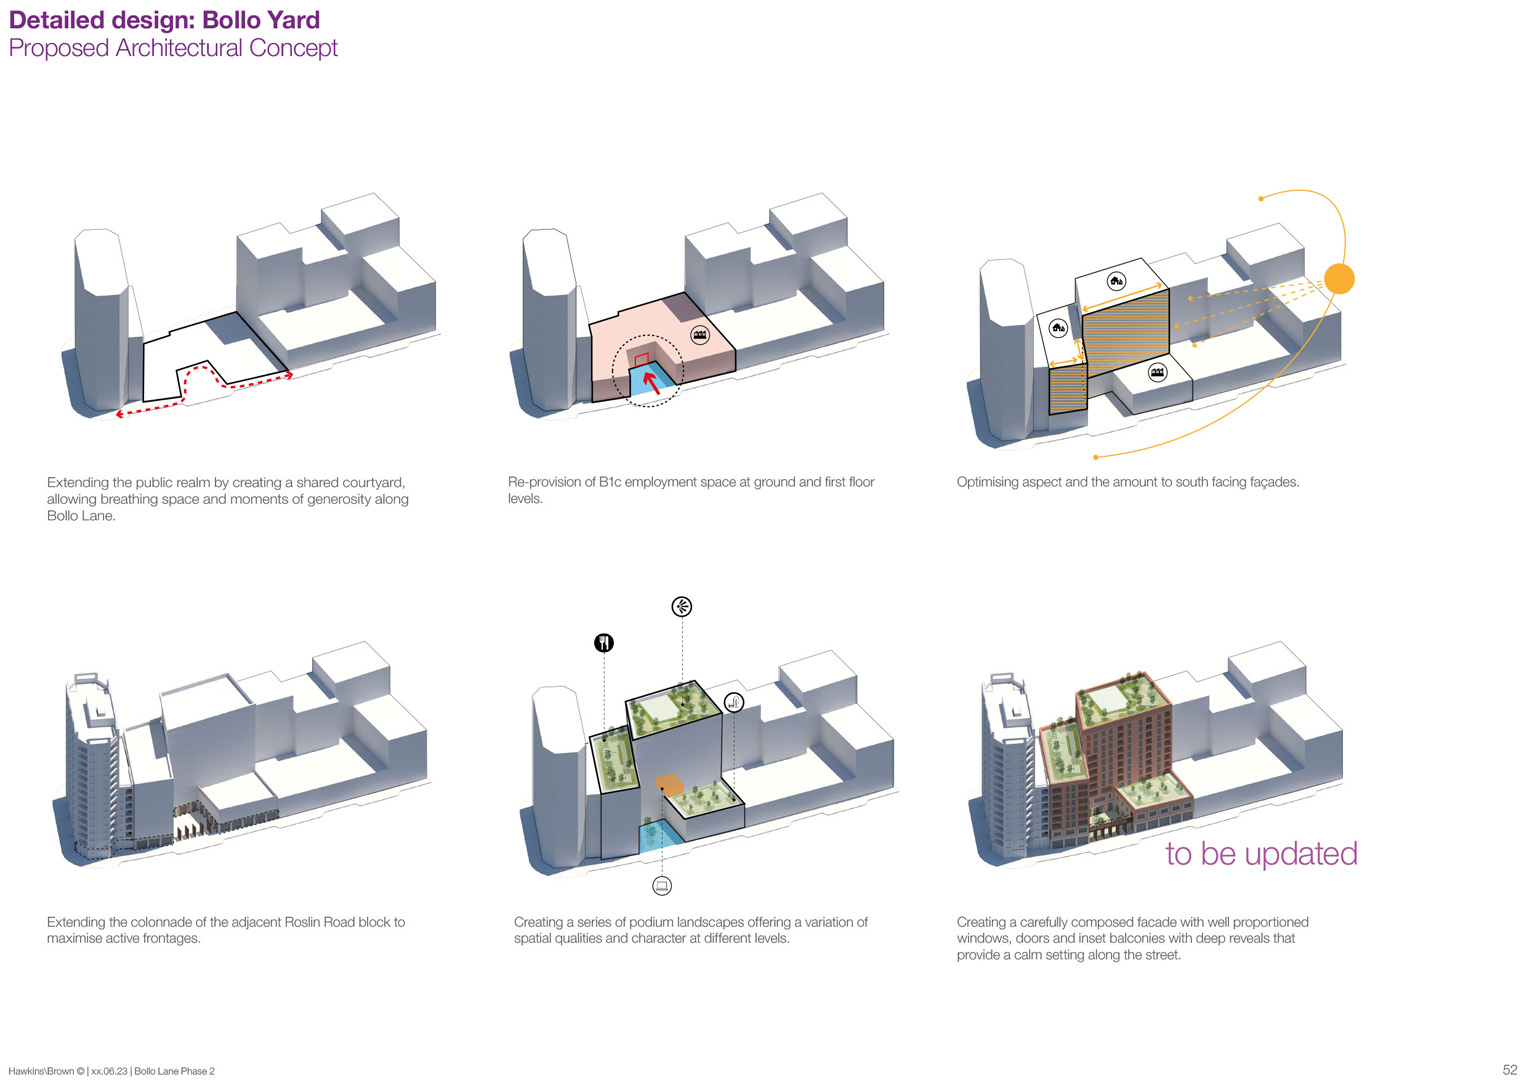 Detailed design: Bollo Yard
Proposed Architectural Concept
Extending the public realm by creating a shared courtyard,
allowing breathing space and moments of generosity along
Bollo Lane.
Re-provision of B1c employment space at ground and first floor
levels.
Optimising aspect and the amount to south facing façades.
Extending the colonnade of the adjacent Roslin Road block to
maximise active frontages.
Creating a series of podium landscapes offering a variation of
spatial qualities and character at different levels.
to be updated
Creating a carefully composed facade with well proportioned
windows, doors and inset balconies with deep reveals that
provide a calm setting along the street.
Hawkins\Brown © | xx.06.23 | Bollo Lane Phase 2
52